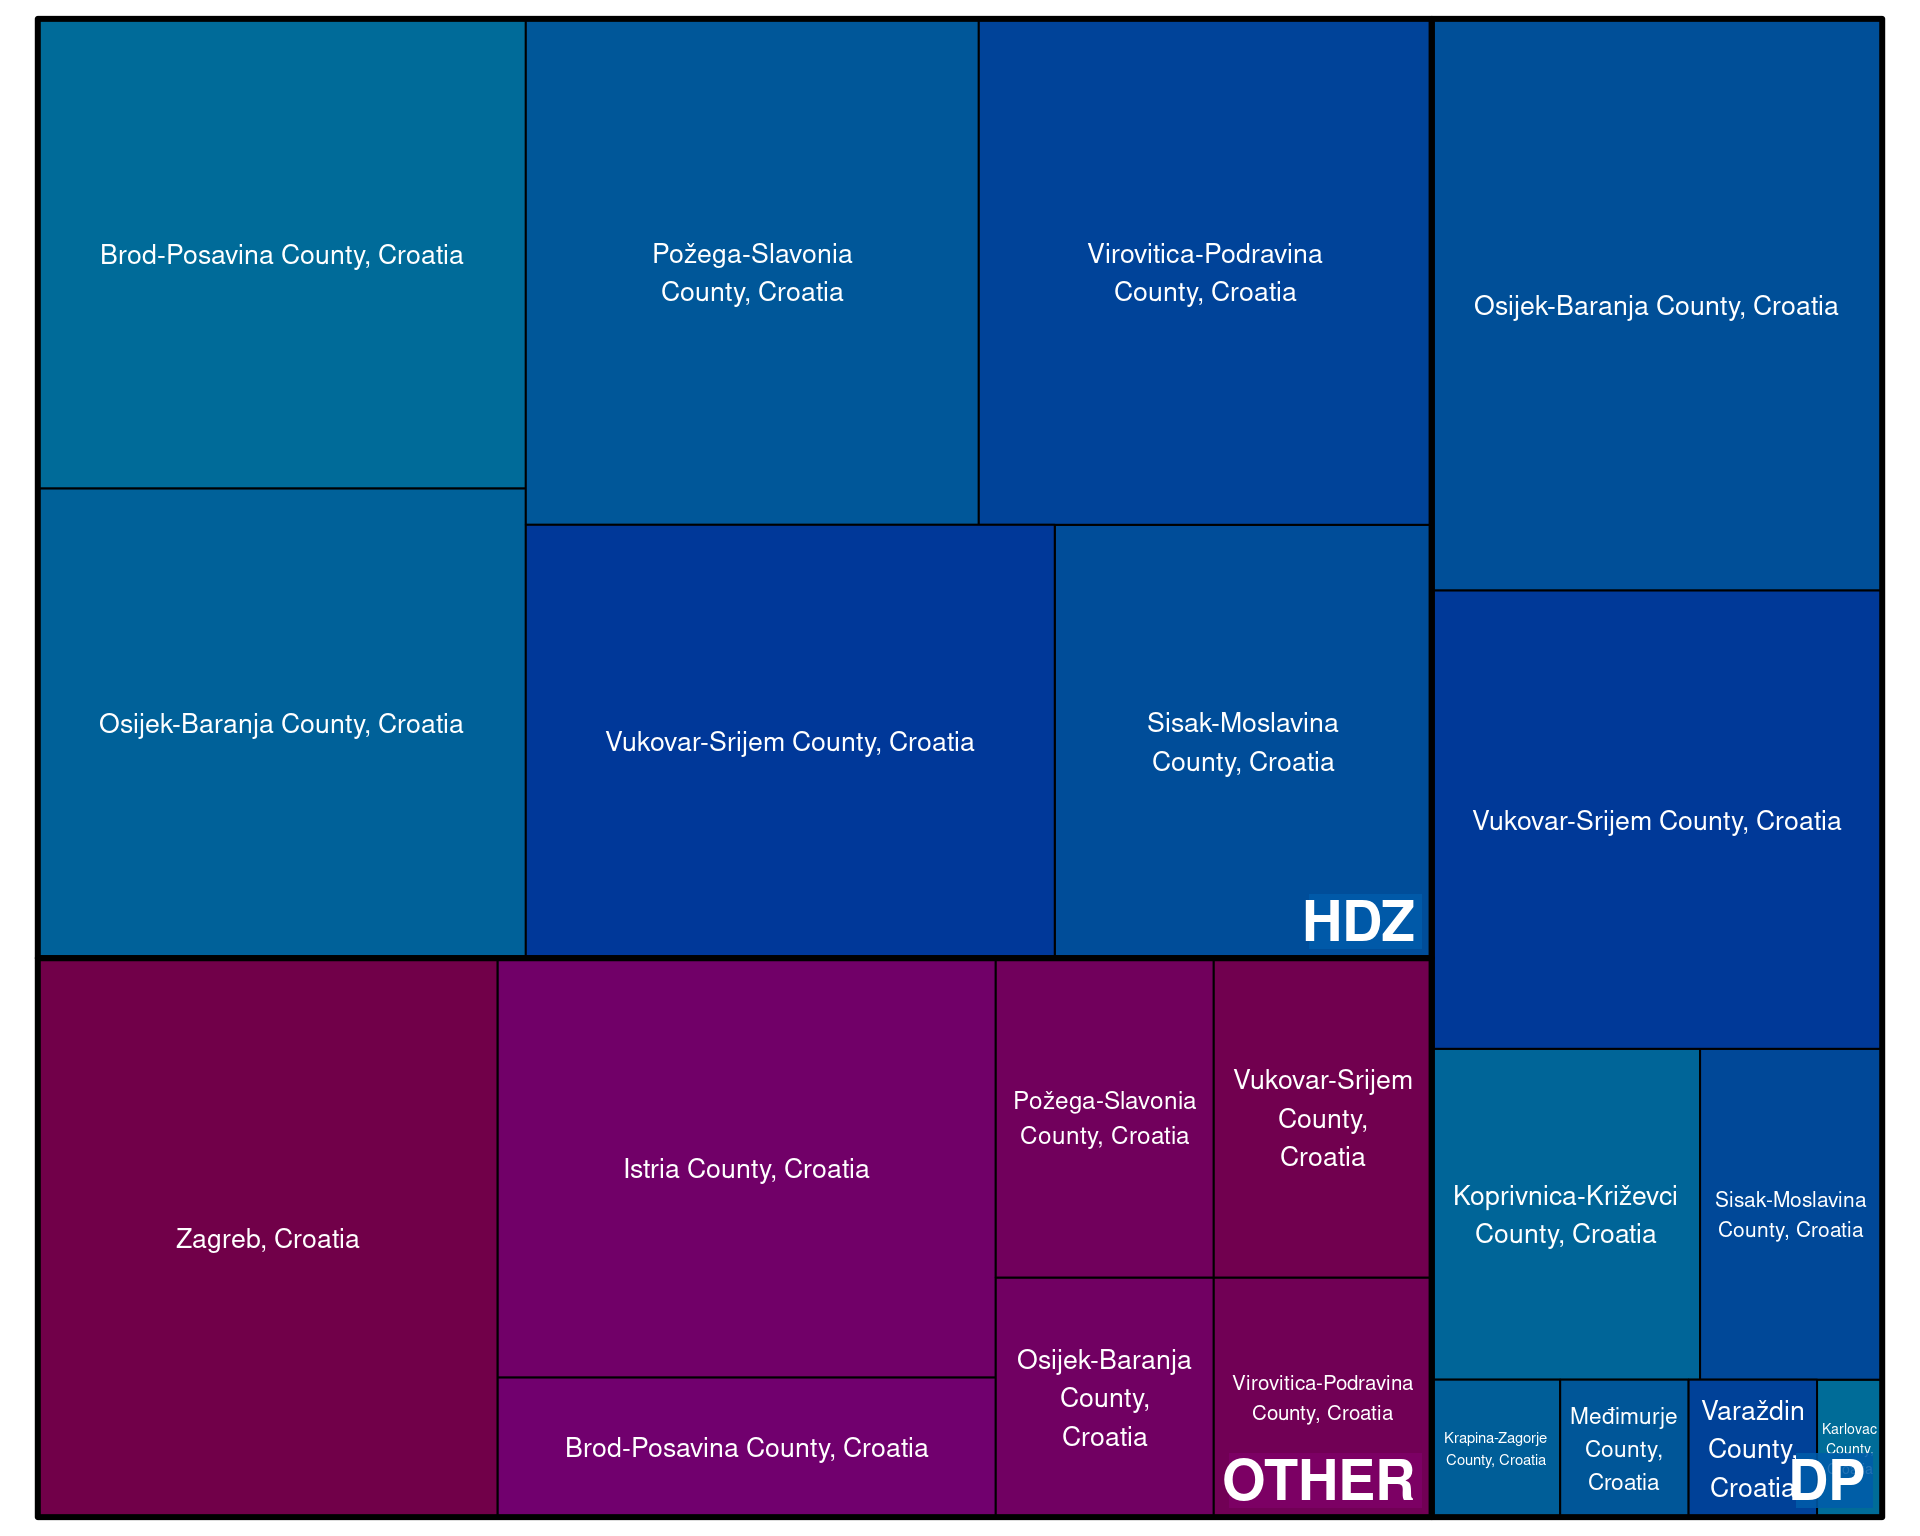 Brod-Posavina County, Croatia
Požega-Slavonia
County, Croatia
Virovitica-Podravina
County, Croatia
Osijek-Baranja County, Croatia
Osijek-Baranja County, Croatia
Vukovar-Srijem County, Croatia
Sisak-Moslavina
County, Croatia
HDZ
Vukovar-Srijem County, Croatia
Zagreb, Croatia
Istria County, Croatia
Brod-Posavina County, Croatia
Požega-Slavonia
County, Croatia
Vukovar-Srijem
County,
Croatia
Osijek-Baranja
County,
Croatia
Virovitica-Podravina
County, Croatia
OTHER
Koprivnica-Križevci
County, Croatia
Sisak-Moslavina
County, Croatia
Krapina-Zagorje
County, Croatia
Međimurje
County,
Croatia
Varaždin
County,
Croatia
Karlovac
County,
DP